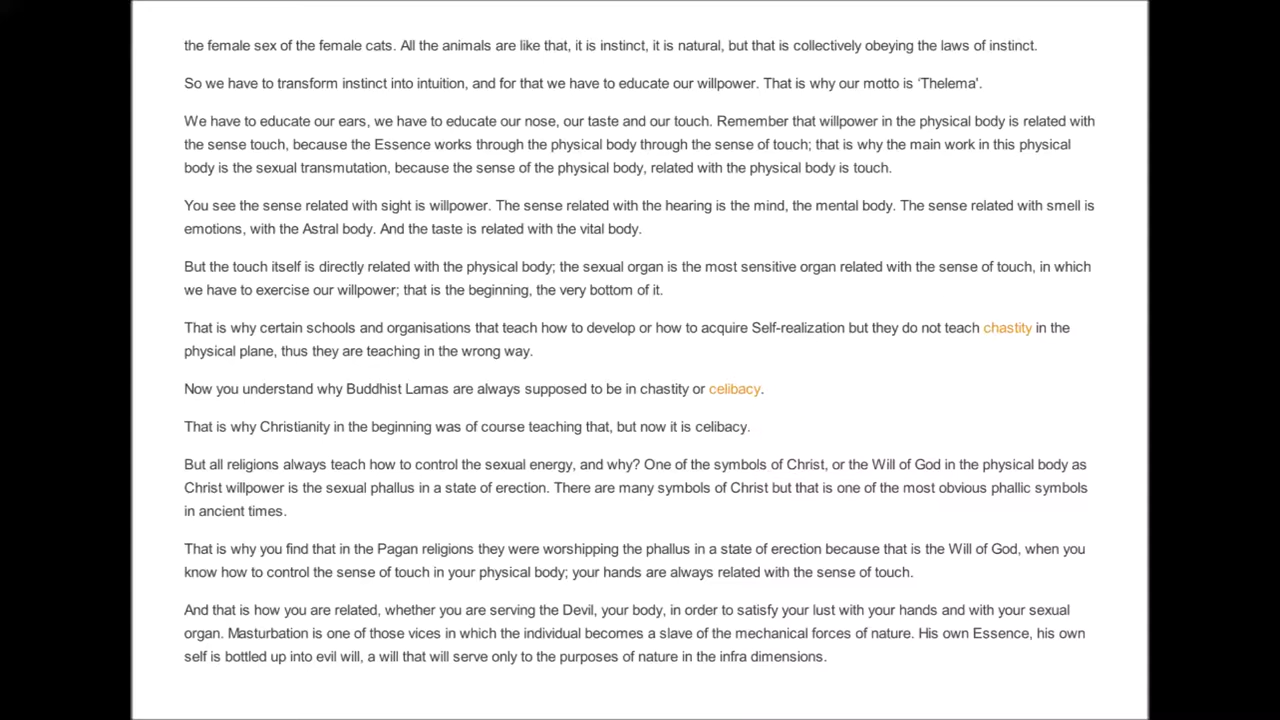 the female sex of the female cats. All the animals are like that, it is instinct, it is natural, but that is collectively obeying the laws of instinct.
So we have to transform instinct into intuition, and for that we have to educate our willpower. That is why our motto is ‘Thelema'.
We have to educate our ears, we have to educate our nose, our taste and our touch. Remember that willpower in the physical body is related with
the sense touch, because the Essence works through the physical body through the sense of touch; that is why the main work in this physical
body is the sexual transmutation, because the sense of the physical body, related with the physical body is touch.
You see the sense related with sight is willpower. The sense related with the hearing is the mind, the mental body. The sense related with smell is
emotions, with the Astral body. And the taste is related with the vital body.
But the touch itself is directly related with the physical body; the sexual organ is the most sensitive organ related with the sense of touch, in which
we have to exercise our willpower; that is the beginning, the very bottom of it.
That is why certain schools and organisations that teach how to develop or how to acquire Self-realization but they do not teach chastity in the
physical plane, thus they are teaching in the wrong way.
Now you understand why Buddhist Lamas are always supposed to be in chastity or celibacy.
That is why Christianity in the beginning was of course teaching that, but now it is celibacy.
But all religions always teach how to control the sexual energy, and why? One of the symbols of Christ, or the Will of God in the physical body as
Christ willpower is the sexual phallus in a state of erection. There are many symbols of Christ but that is one of the most obvious phallic symbols
in ancient times.
That is why you find that in the Pagan religions they were worshipping the phallus in a state of erection because that is the Will of God, when you
know how to control the sense of touch in your physical body; your hands are always related with the sense of touch.
And that is how you are related, whether you are serving the Devil, your body, in order to satisfy your lust with your hands and with your sexual
organ. Masturbation is one of those vices in which the individual becomes a slave of the mechanical forces of nature. His own Essence, his own
self is bottled up into evil will, a will that will serve only to the purposes of nature in the infra dimensions.